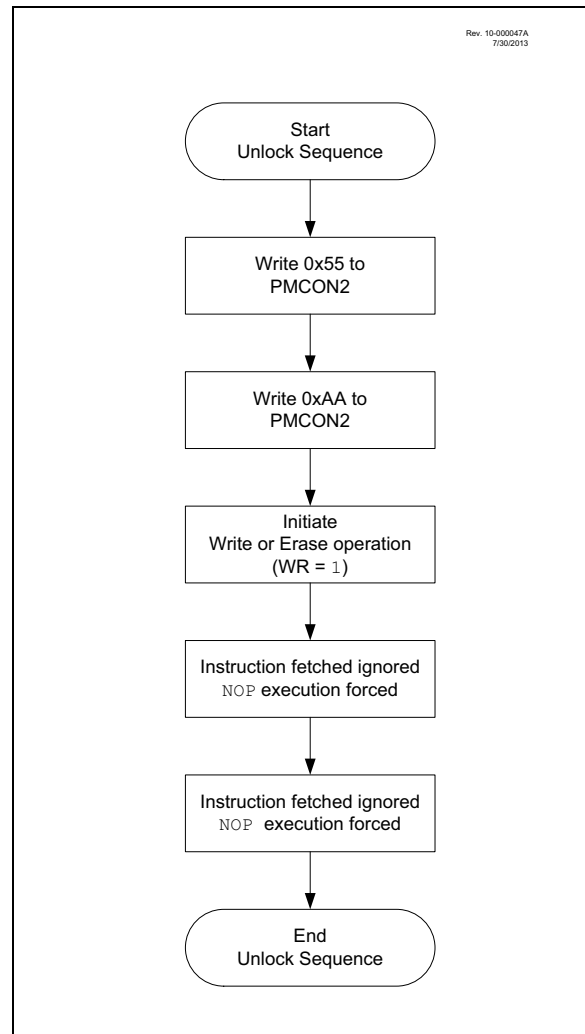 Rev. 10-000047A
7/30/2013
Start
Unlock Sequence
Write 0x55 to
PMCON2
Write 0xAA to
PMCON2
Initiate
Write or Erase operation
(WR = 1)
Instruction fetched ignored
NOP execution forced
Instruction fetched ignored
NOP execution forced
End
Unlock Sequence